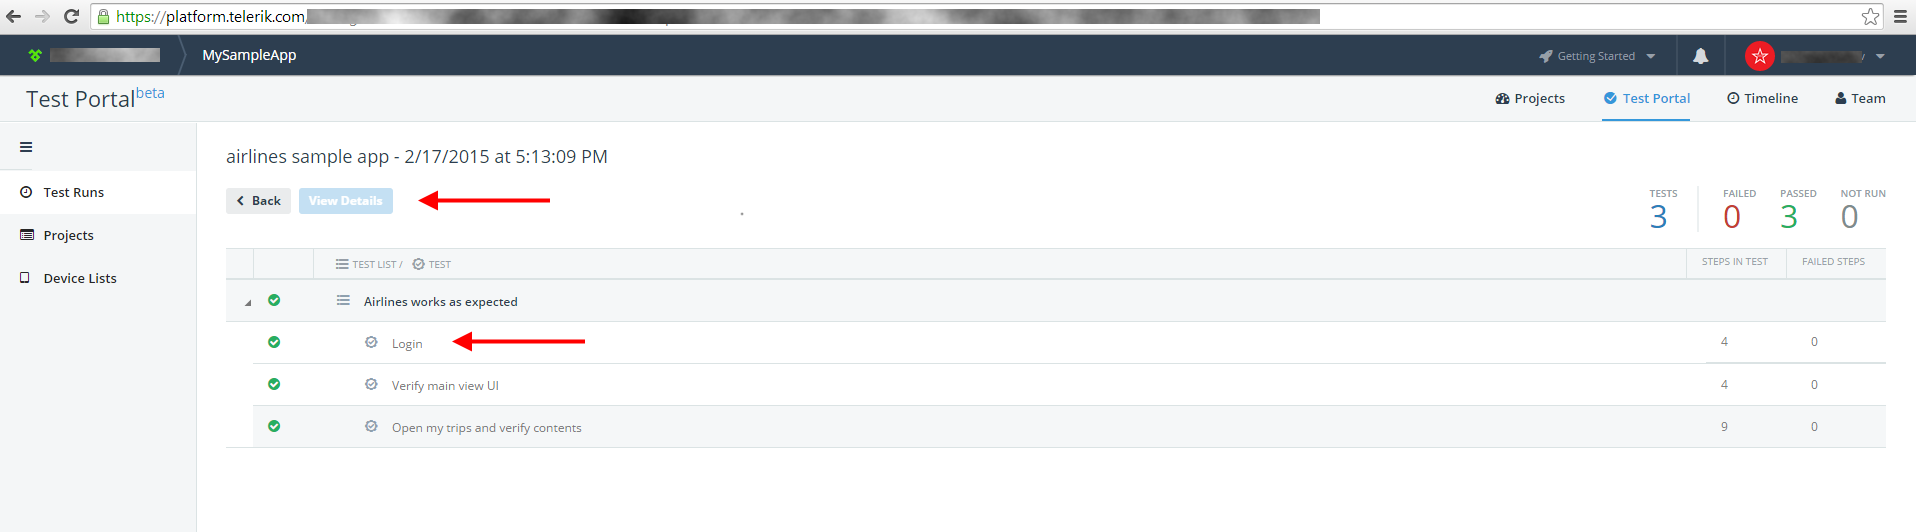 https://platform.telerik.com/
MySampleApp
Getting Started
Test Portal beta
Projects
Test Portal
Timeline
Team
Test Runs
Projects
Device Lists
airlines sample app - 2/17/2015 at 5:13:09 PM
Back
View Details
TESTS
3
FAILED
0
PASSED
3
NOT RUN
0
TEST LIST / TEST
STEPS IN TEST
FAILED STEPS
Airlines works as expected
Login 4 0
Verify main view UI 4 0
Open my trips and verify contents 9 0